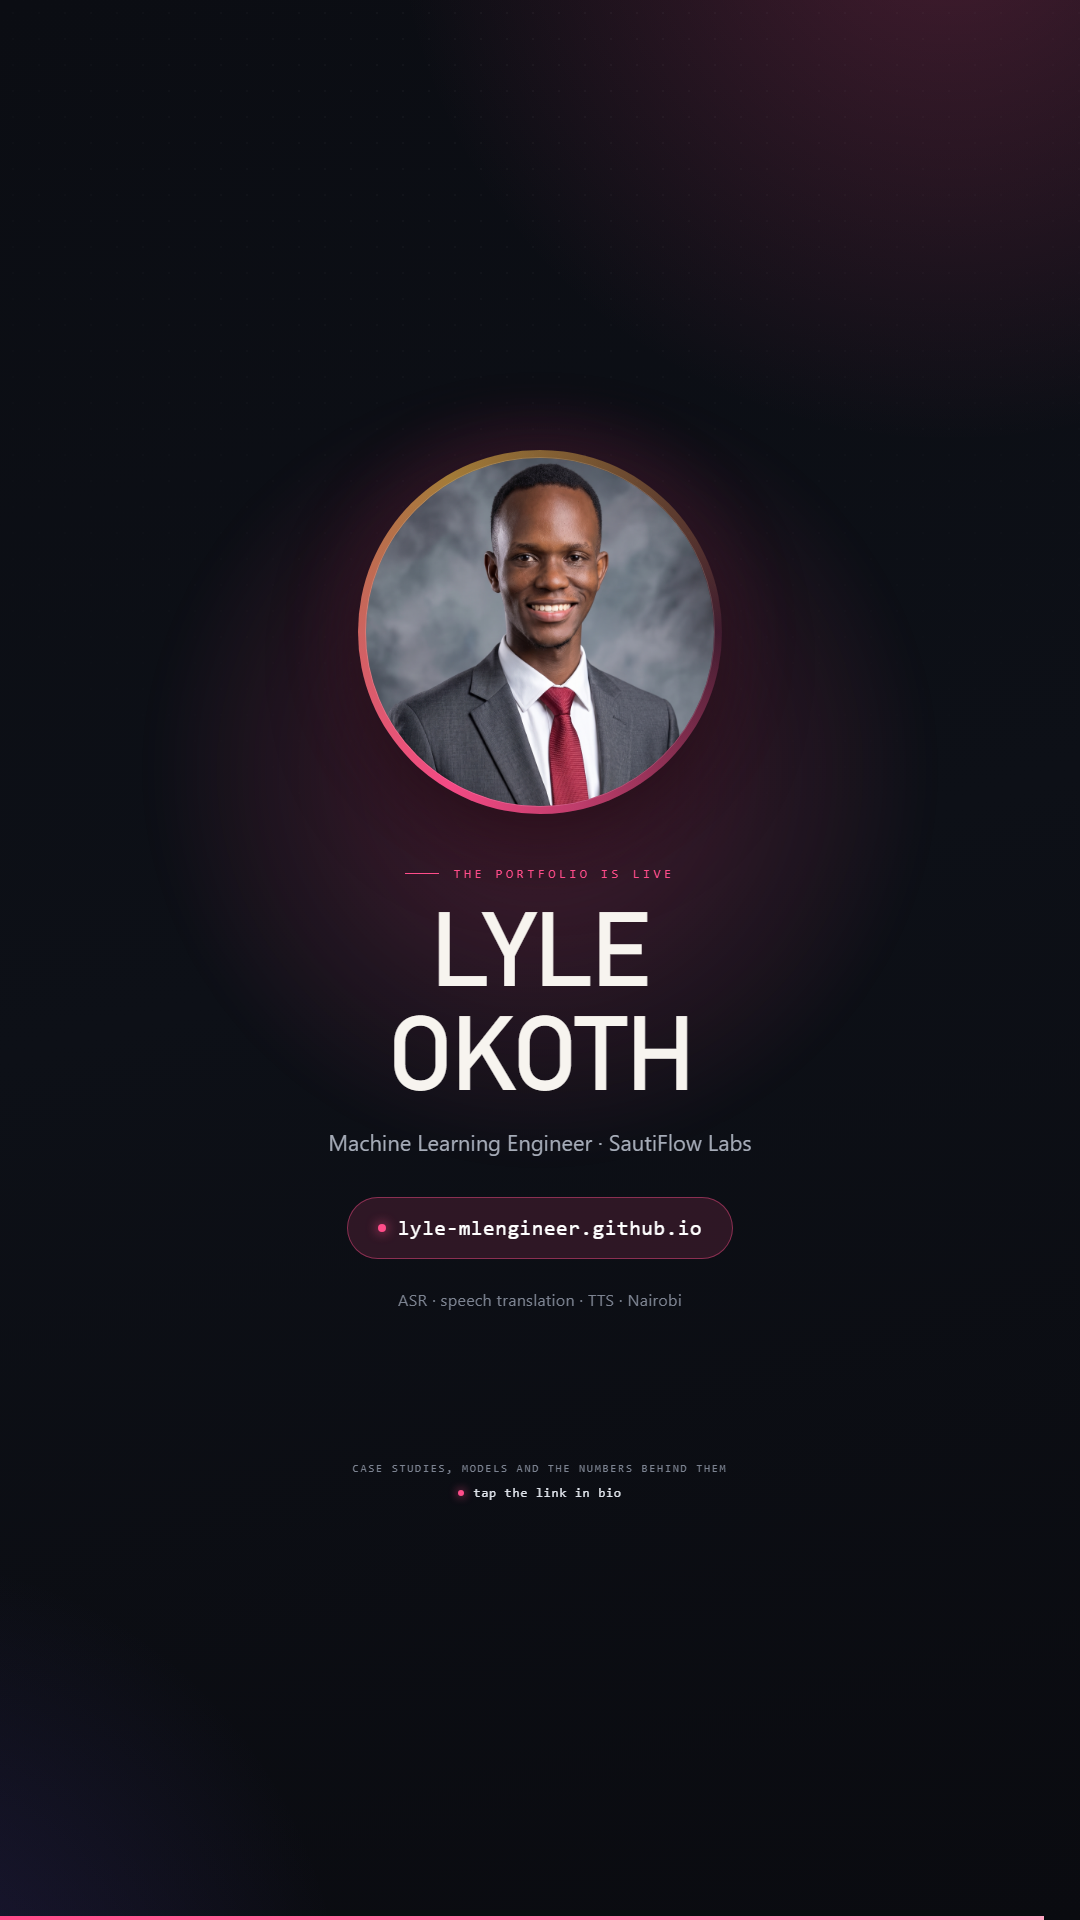 THE PORTFOLIO IS LIVE
LYLE
OKOTH
Machine Learning Engineer · SautiFlow Labs
lyle-mlengineer.github.io
ASR · speech translation · TTS · Nairobi
CASE STUDIES, MODELS AND THE NUMBERS BEHIND THEM
tap the link in bio